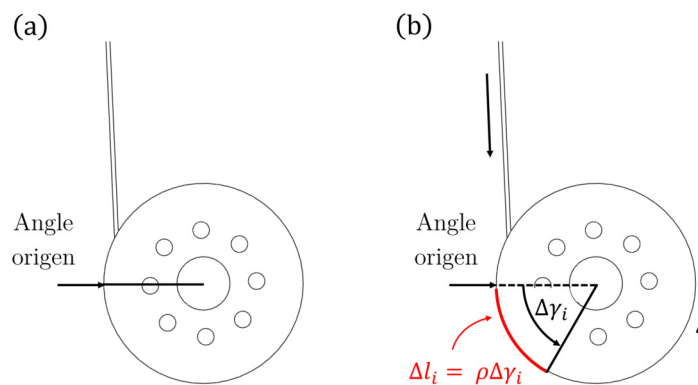 (a)
(b)
Angle
origen
Angle
origen
Δγᵢ
Δlᵢ = ρΔγᵢ